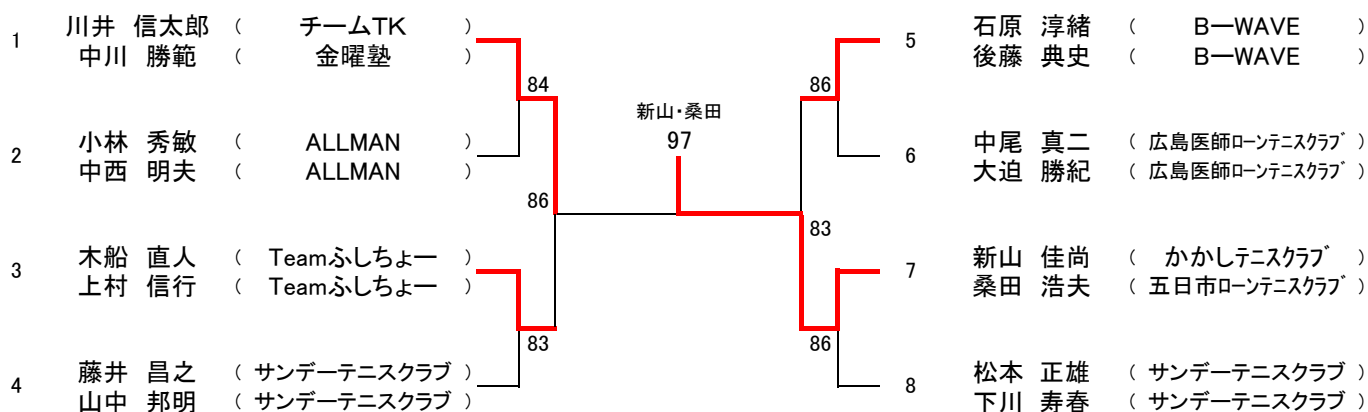 1 川井 信太郎 ( チームTK )
中川 勝範 ( 金曜塾 )
84
2 小林 秀敏 ( ALLMAN )
中西 明夫 ( ALLMAN )
86
3 木船 直人 ( Teamふしちょー )
上村 信行 ( Teamふしちょー )
83
4 藤井 昌之 ( サンデーテニスクラブ )
山中 邦明 ( サンデーテニスクラブ )
新山・桑田
97
5 石原 淳緒 ( B−WAVE )
後藤 典史 ( B−WAVE )
86
6 中尾 真二 ( 広島医師ローンテニスクラブ )
大迫 勝紀 ( 広島医師ローンテニスクラブ )
83
7 新山 佳尚 ( かかしテニスクラブ )
桑田 浩夫 ( 五日市ローンテニスクラブ )
86
8 松本 正雄 ( サンデーテニスクラブ )
下川 寿春 ( サンデーテニスクラブ )